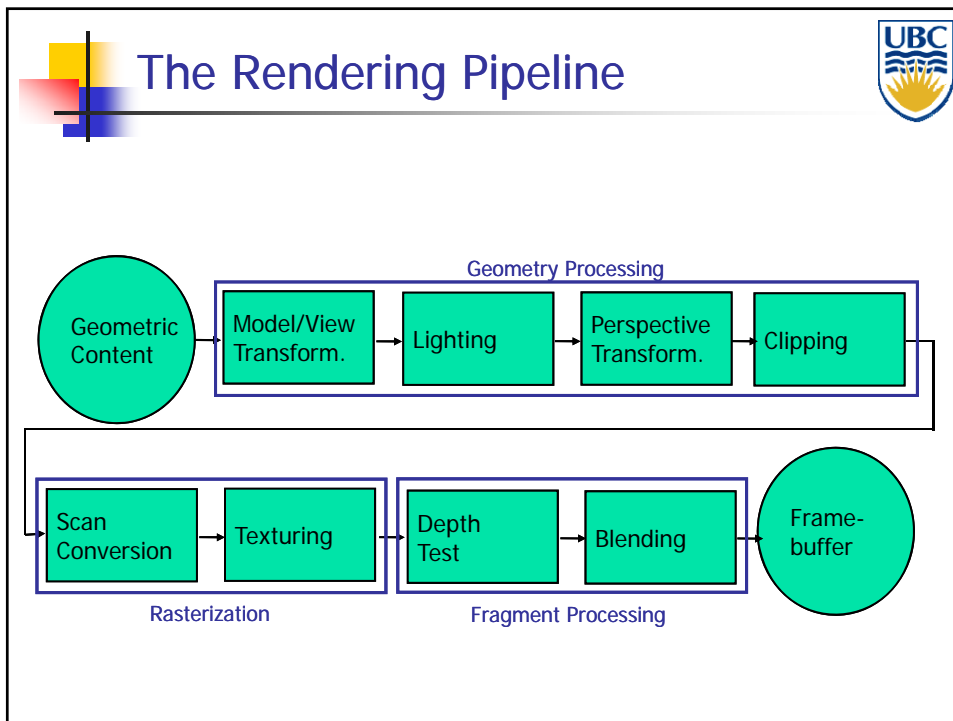 The Rendering Pipeline
UBC
Geometry Processing
Geometric
Content
Model/View
Transform.
Lighting
Perspective
Transform.
Clipping
Scan
Conversion
Texturing
Depth
Test
Blending
Frame-
buffer
Rasterization
Fragment Processing